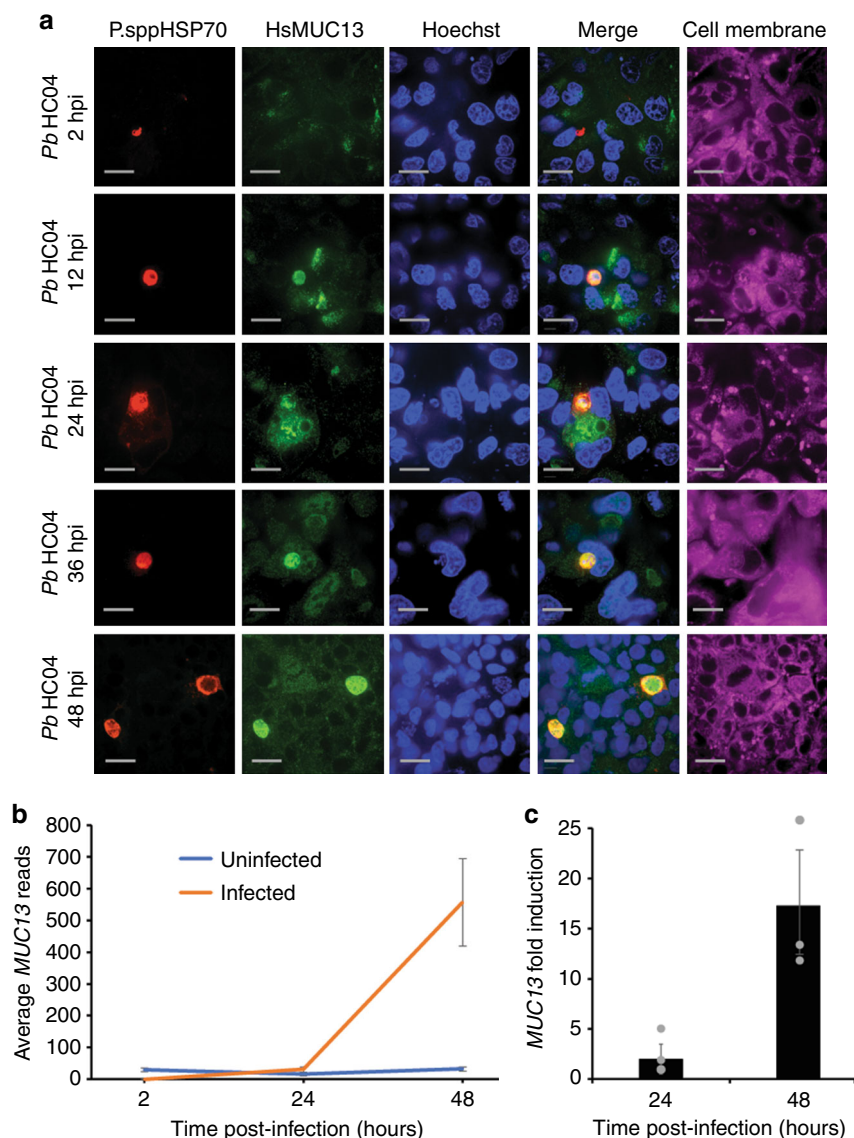 a
P.sppHSP70 HsMUC13 Hoechst Merge Cell membrane
Pb HC04
2 hpi
Pb HC04
12 hpi
Pb HC04
24 hpi
Pb HC04
36 hpi
Pb HC04
48 hpi
b
800
700
600
500
400
300
200
100
0
Average MUC13 reads
Uninfected
Infected
2 24 48
Time post-infection (hours)
c
25
20
15
10
5
0
MUC13 fold induction
24 48
Time post-infection (hours)